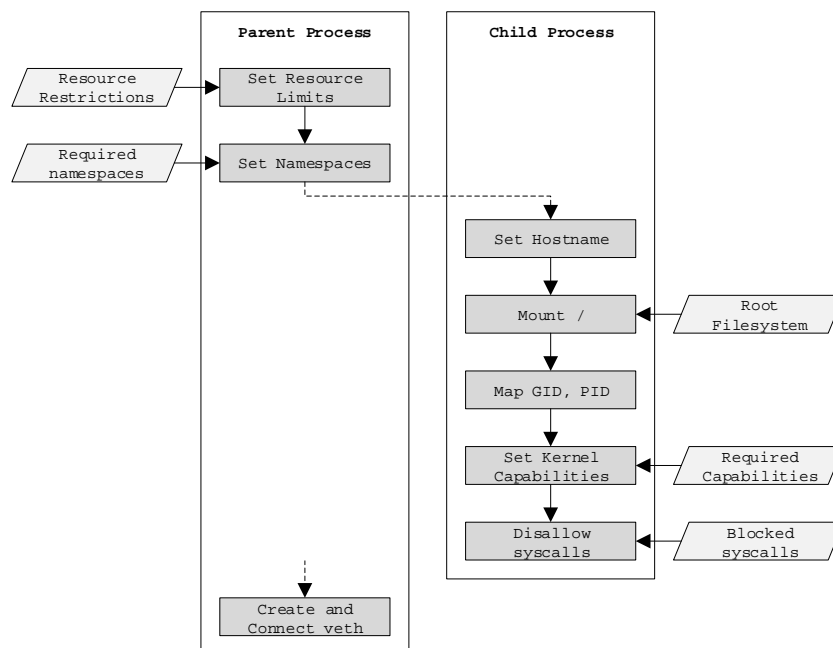 Parent Process
Child Process
Resource
Restrictions
Set Resource
Limits
Required
namespaces
Set Namespaces
Set Hostname
Mount /
Root
Filesystem
Map GID, PID
Set Kernel
Capabilities
Required
Capabilities
Disallow
syscalls
Blocked
syscalls
Create and
Connect veth